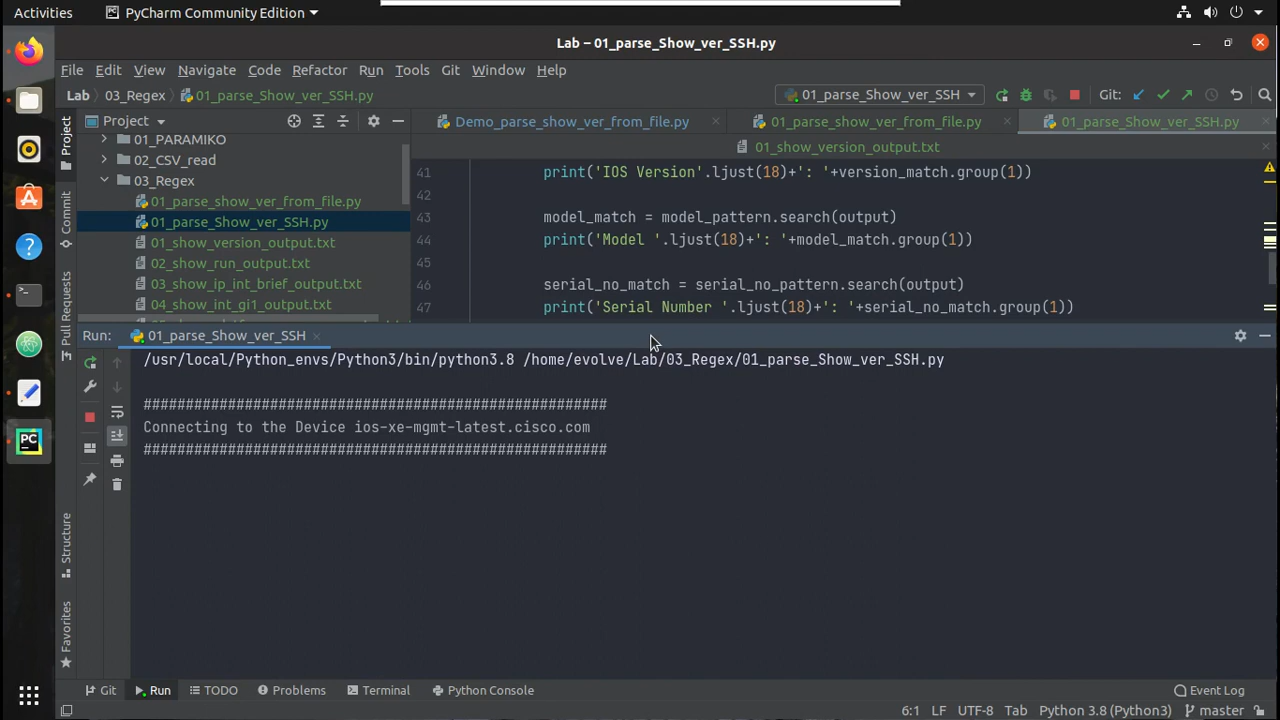 Activities PyCharm Community Edition
Lab – 01_parse_Show_ver_SSH.py
File Edit View Navigate Code Refactor Run Tools Git Window Help
Lab 03_Regex 01_parse_Show_ver_SSH.py 01_parse_Show_ver_SSH Git:
Project Demo_parse_show_ver_from_file.py 01_parse_show_ver_from_file.py 01_parse_Show_ver_SSH.py
01_PARAMIKO 01_show_version_output.txt
02_CSV_read
03_Regex
01_parse_show_ver_from_file.py
01_parse_Show_ver_SSH.py
01_show_version_output.txt
02_show_run_output.txt
03_show_ip_int_brief_output.txt
04_show_int_gi1_output.txt
41 print('IOS Version'.ljust(18)+': '+version_match.group(1))
42
43 model_match = model_pattern.search(output)
44 print('Model '.ljust(18)+': '+model_match.group(1))
45
46 serial_no_match = serial_no_pattern.search(output)
47 print('Serial Number '.ljust(18)+': '+serial_no_match.group(1))
Project
Commit
Pull Requests
Structure
Favorites
Run: 01_parse_Show_ver_SSH
/usr/local/Python_envs/Python3/bin/python3.8 /home/evolve/Lab/03_Regex/01_parse_Show_ver_SSH.py
#######################################################
Connecting to the Device ios-xe-mgmt-latest.cisco.com
#######################################################
Git Run TODO Problems Terminal Python Console Event Log
6:1 LF UTF-8 Tab Python 3.8 (Python3) master